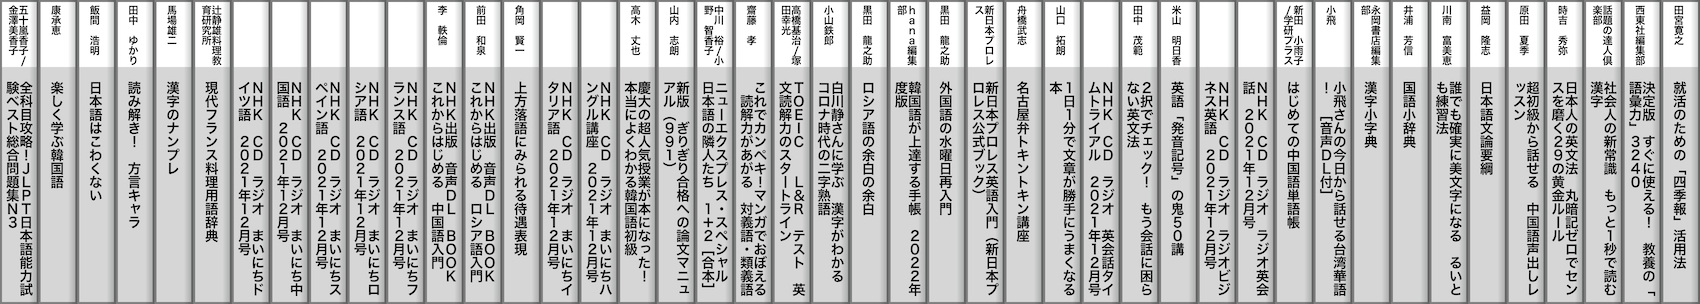 田宮寛之
就活のための「四季報」活用法
西東社編集部
決定版　すぐに使える！　教養の「
語彙力」３２４０
話題の達人倶
楽部
社会人の新常識　もっと１秒で読む
漢字
時吉　秀弥
日本人の英文法　丸暗記ゼロでセン
スを磨く２９の黄金ルール
原田　夏季
超初級から話せる　中国語声出しレ
ッスン
益岡　隆志
日本語文論要綱
川南　富美恵
誰でも確実に美文字になる　るいと
も練習法
井浦　芳信
国語小辞典
永岡書店編集
部
漢字小字典
小飛
小飛さんの今日から話せる台湾華語
！　［音声ＤＬ付］
新田　小雨子
/学研プラス
はじめての中国語単語帳
ＮＨＫ　ＣＤ　ラジオ　ラジオ英会
話　２０２１年１２月号
ＮＨＫ　ＣＤ　ラジオ　ラジオビジ
ネス英語　２０２１年１２月号
米山　明日香
英語「発音記号」の鬼５０講
田中　茂範
２択でチェック！　もう会話に困ら
ない英文法
ＮＨＫ　ＣＤ　ラジオ　英会話タイ
ムトライアル　２０２１年１２月号
山口　拓朗
１日１分で文章が勝手にうまくなる
本
舟橋武志
名古屋弁トキントキン講座
新日本プロレ
ス
新日本プロレス英語入門（新日本プ
ロレス公式ブック）
黒田　龍之助
外国語の水曜日再入門
ｈａｎａ編集
部
韓国語が上達する手帳　２０２２年
度版
黒田　龍之助
ロシア語の余白の余白
小山鉄郎
白川静さんに学ぶ　漢字がわかる
コロナ時代の二字熟語
高橋基治/塚
田幸光
ＴＯＥＩＣ　Ｌ＆Ｒ　テスト　英
文読解力のスタートライン
齋藤　孝
これでカンペキ！マンガでおぼえる
　読解力があがる　対義語・類義語
中川　裕/小
野　智香子
ニューエクスプレス・スペシャル
日本語の隣人たち　１＋２［合本］
山内　志朗
新版　ぎりぎり合格への論文マニュ
アル（９９１）
高木　丈也
慶大の超人気授業が本になった！
本当によくわかる韓国語初級
ＮＨＫ　ＣＤ　ラジオ　まいにちハ
ングル講座　２０２１年１２月号
ＮＨＫ　ＣＤ　ラジオ　まいにちイ
タリア語　２０２１年１２月号
角岡　賢一
上方落語にみられる待遇表現
前田　和泉
ＮＨＫ出版　音声ＤＬ　ＢＯＯＫ
これからはじめる　ロシア語入門
李　軼倫
ＮＨＫ出版　音声ＤＬ　ＢＯＯＫ
これからはじめる　中国語入門
ＮＨＫ　ＣＤ　ラジオ　まいにちフ
ランス語　２０２１年１２月号
ＮＨＫ　ＣＤ　ラジオ　まいにちロ
シア語　２０２１年１２月号
ＮＨＫ　ＣＤ　ラジオ　まいにちス
ペイン語　２０２１年１２月号
ＮＨＫ　ＣＤ　ラジオ　まいにち中
国語　２０２１年１２月号
ＮＨＫ　ＣＤ　ラジオ　まいにちド
イツ語　２０２１年１２月号
辻静雄料理教
育研究所
現代フランス料理用語辞典
馬場雄二
漢字のナンプレ
田中　ゆかり
読み解き！　方言キャラ
飯間　浩明
日本語はこわくない
康承恵
楽しく学ぶ韓国語
五十嵐香子/
金澤美香子
全科目攻略！ＪＬＰＴ日本語能力試
験ベスト総合問題集Ｎ３